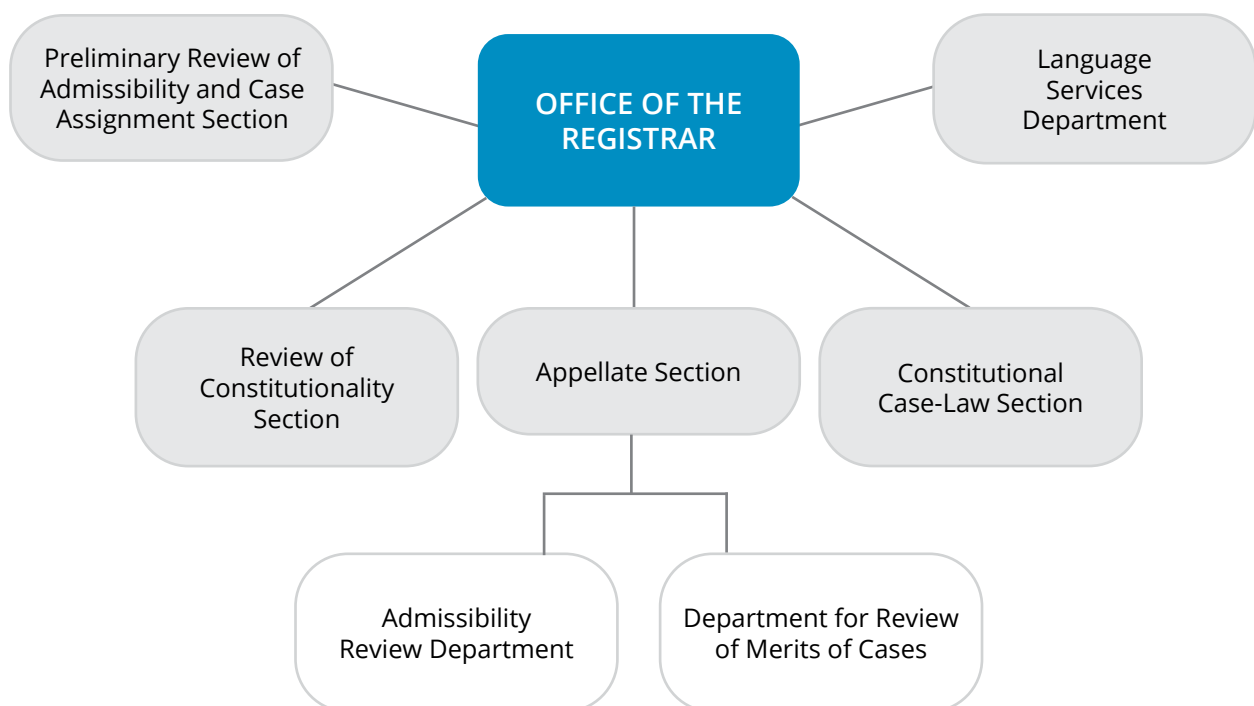 Preliminary Review of
Admissibility and Case
Assignment Section
OFFICE OF THE
REGISTRAR
Language
Services
Department
Review of
Constitutionality
Section
Appellate Section
Constitutional
Case-Law Section
Admissibility
Review Department
Department for Review
of Merits of Cases